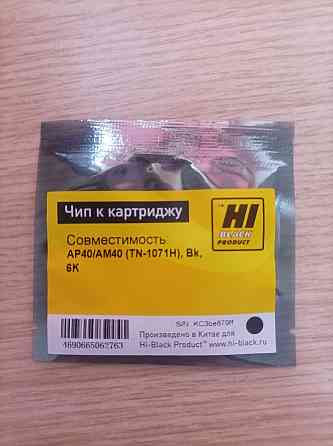 Чип к картриджу
HI
Black
PRODUCT
Совместимость:
AP40/AM40 (TN-1071H), Bk,
6K
4690665062763
Произведено в Китае для
Hi-Black Product™ www.hi-black.ru